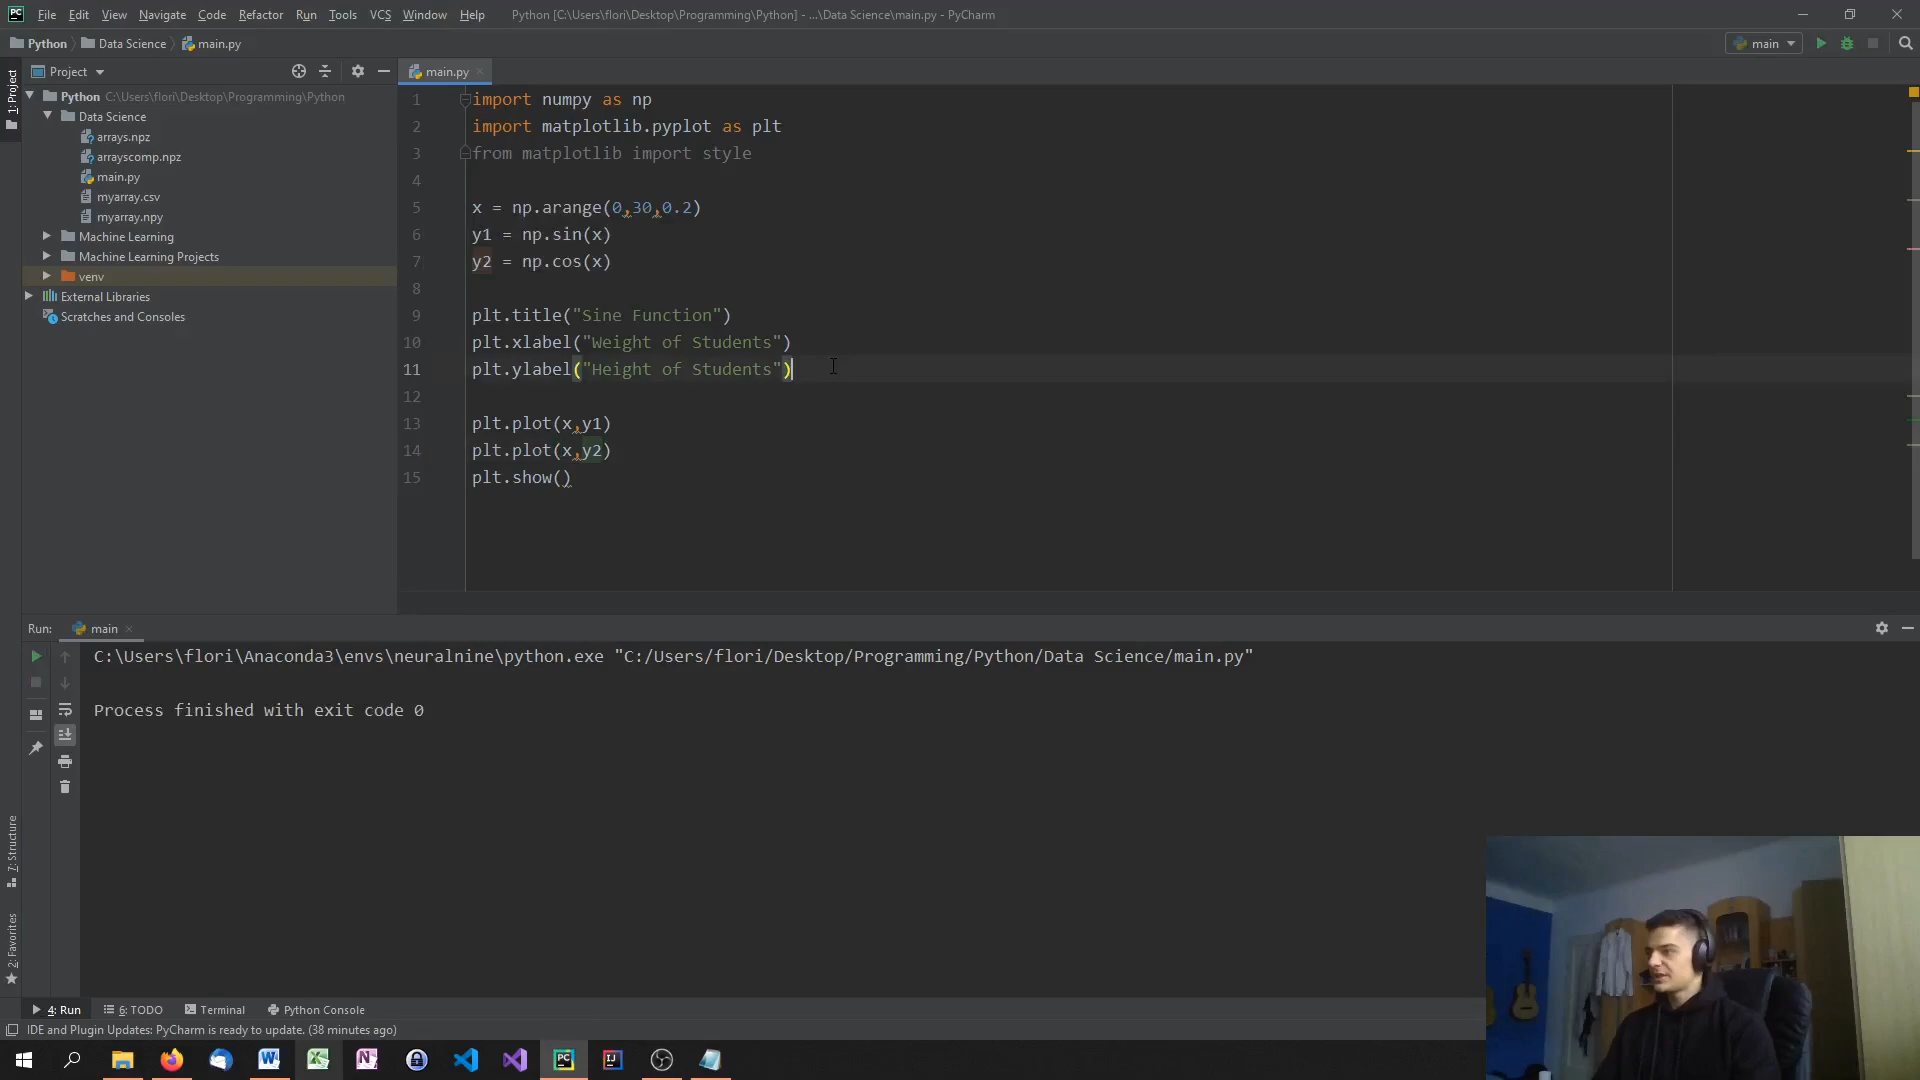 File Edit View Navigate Code Refactor Run Tools VCS Window Help Python [C:\Users\flori\Desktop\Programming\Python] - ...\Data Science\main.py - PyCharm
Python Data Science main.py main
1: Project
Project main.py
Python C:\Users\flori\Desktop\Programming\Python
Data Science
arrays.npz
arrayscomp.npz
main.py
myarray.csv
myarray.npy
Machine Learning
Machine Learning Projects
venv
External Libraries
Scratches and Consoles
1 import numpy as np
2 import matplotlib.pyplot as plt
3 from matplotlib import style
4
5 x = np.arange(0,30,0.2)
6 y1 = np.sin(x)
7 y2 = np.cos(x)
8
9 plt.title("Sine Function")
10 plt.xlabel("Weight of Students")
11 plt.ylabel("Height of Students")
12
13 plt.plot(x,y1)
14 plt.plot(x,y2)
15 plt.show()
Run: main
C:\Users\flori\Anaconda3\envs\neuralnine\python.exe "C:/Users/flori/Desktop/Programming/Python/Data Science/main.py"
Process finished with exit code 0
7: Structure
2: Favorites
4: Run 6: TODO Terminal Python Console
IDE and Plugin Updates: PyCharm is ready to update. (38 minutes ago)